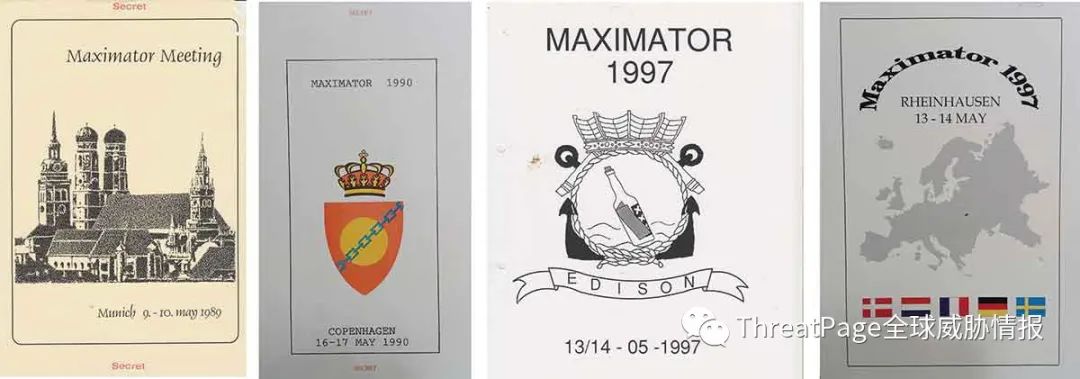 Secret
Maximator Meeting
Munich 9. - 10. may 1989
Secret
SECRET
MAXIMATOR 1990
COPENHAGEN
16-17 MAY 1990
SECRET
MAXIMATOR
1997
EDISON
13/14 - 05 -1997
Maximator 1997
RHEINHAUSEN
13 - 14 MAY
ThreatPage全球威胁情报